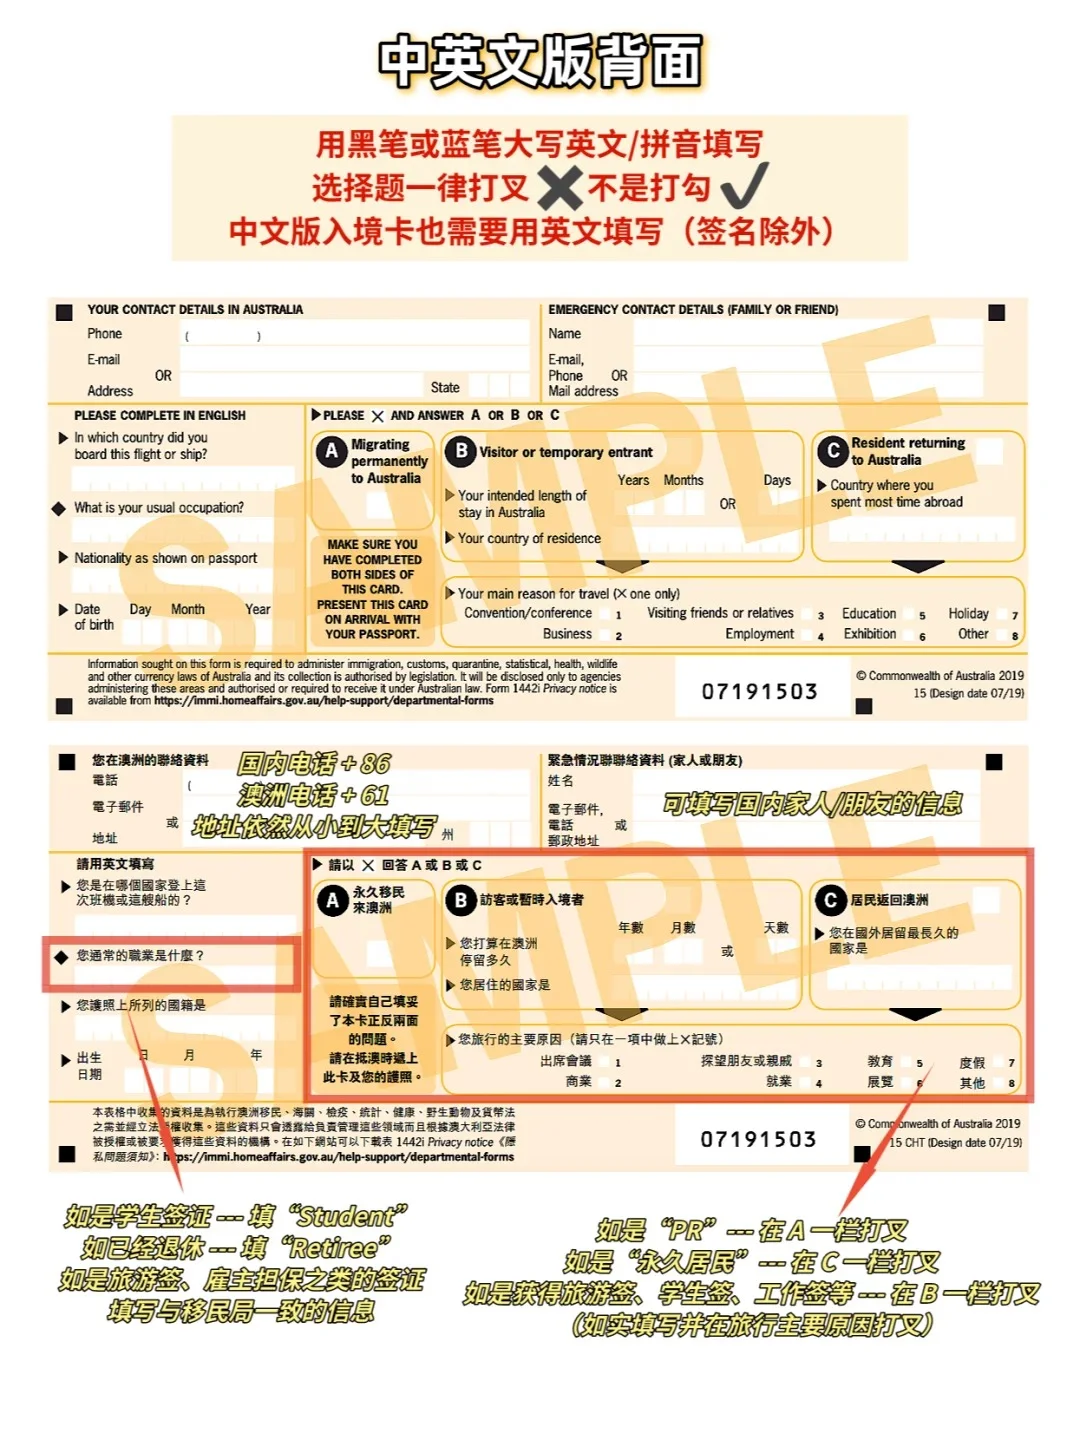 中英文版背面
用黑笔或蓝笔大写英文/拼音填写
选择题一律打叉 ✖ 不是打勾 ✔
中文版入境卡也需要用英文填写（签名除外）
YOUR CONTACT DETAILS IN AUSTRALIA
Phone ( )
E-mail
OR
Address
State
EMERGENCY CONTACT DETAILS (FAMILY OR FRIEND)
Name
E-mail,
Phone OR
Mail address
PLEASE COMPLETE IN ENGLISH
In which country did you
board this flight or ship?
What is your usual occupation?
Nationality as shown on passport
Date Day Month Year
of birth
PLEASE X AND ANSWER A OR B OR C
A Migrating
permanently
to Australia
MAKE SURE YOU
HAVE COMPLETED
BOTH SIDES OF
THIS CARD.
PRESENT THIS CARD
ON ARRIVAL WITH
YOUR PASSPORT.
B Visitor or temporary entrant
Years Months Days
Your intended length of
stay in Australia
OR
Your country of residence
C Resident returning
to Australia
Country where you
spent most time abroad
Your main reason for travel (X one only)
Convention/conference 1 Visiting friends or relatives 3 Education 5 Holiday 7
Business 2 Employment 4 Exhibition 6 Other 8
SAMPLE
Information sought on this form is required to administer immigration, customs, quarantine, statistical, health, wildlife
and other currency laws of Australia and its collection is authorised by legislation. It will be disclosed only to agencies
administering these areas and authorised or required to receive it under Australian law. Form 1442i Privacy notice is
available from https://immi.homeaffairs.gov.au/help-support/departmental-forms
07191503
© Commonwealth of Australia 2019
15 (Design date 07/19)
您在澳洲的聯絡資料
電話 (
電子郵件
或
地址
州
国内电话 + 86
澳洲电话 + 61
地址依然从小到大填写
緊急情況聯聯絡資料 (家人或朋友)
姓名
電子郵件,
電話 或
郵政地址
可填写国内家人/朋友的信息
請用英文填寫
您是在哪個國家登上這
次班機或這艘船的？
您通常的職業是什麼？
您護照上所列的國籍是
出生 日 月 年
日期
請以 X 回答 A 或 B 或 C
A 永久移民
來澳洲
請確實自己填妥
了本卡正反兩面
的問題。
請在抵澳時遞上
此卡及您的護照。
B 訪客或暫時入境者
年數 月數 天數
您打算在澳洲
停留多久
或
您居住的國家是
C 居民返回澳洲
您在國外居留最長久的
國家是
您旅行的主要原因（請只在一項中做上X記號）
出席會議 1 探望朋友或親戚 3 教育 5 度假 7
商業 2 就業 4 展覽 6 其他 8
SAMPLE
本表格中收集的資料是為執行澳洲移民、海關、檢疫、統計、健康、野生動物及貨幣法
之需並經立法授權收集。這些資料只會透露給負責管理這些領域而且根據澳大利亞法律
被授權或被要求獲得這些資料的機構。在如下網站可以下載表 1442i Privacy notice《隱
私問題須知》：https://immi.homeaffairs.gov.au/help-support/departmental-forms
07191503
© Commonwealth of Australia 2019
15 CHT (Design date 07/19)
如是学生签证 --- 填“Student”
如已经退休 --- 填“Retiree”
如是旅游签、雇主担保之类的签证
填写与移民局一致的信息
如是“PR” --- 在 A 一栏打叉
如是“永久居民” --- 在 C 一栏打叉
如是获得旅游签、学生签、工作签等 --- 在 B 一栏打叉
（如实填写并在旅行主要原因打叉）